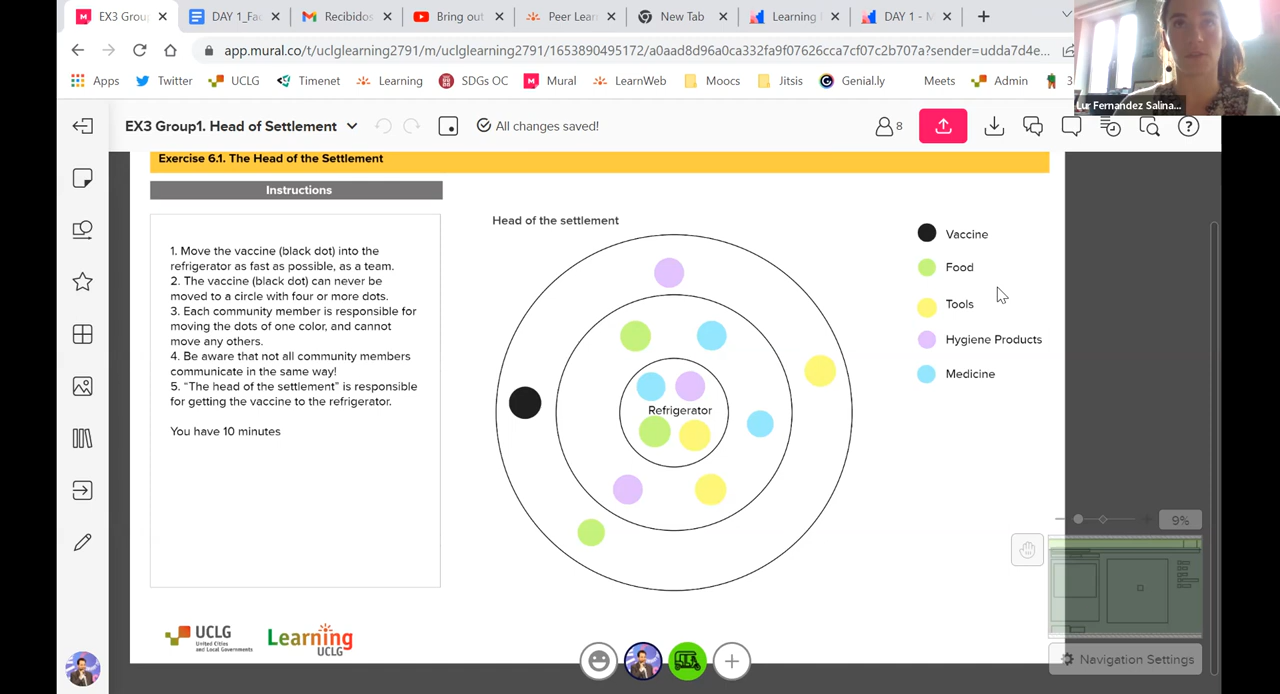 EX3 Grou
DAY 1_Fac
Recibidos
Bring out
eer Lear
New Tab
Learning
1 - M
app.mural.co/t/uclglearning2791/m/uclglearning2791/1653890495172/a0aad8d96a0ca332fa9f07626cca7cf07c2b707a?sender=udda7d4e...
Apps
Twitter
UCLG
Timenet
Learning
SDGs OC
Mural
LearnWeb
Moocs
Jitsis
Genial.ly
Meets
Admin
3
Lur Fernandez Salina...
EX3 Group1. Head of Settlement
All changes saved!
8
Exercise 6.1. The Head of the Settlement
Instructions
1. Move the vaccine (black dot) into the
refrigerator as fast as possible, as a team.
2. The vaccine (black dot) can never be
moved to a circle with four or more dots.
3. Each community member is responsible for
moving the dots of one color, and cannot
move any others.
4. Be aware that not all community members
communicate in the same way!
5. “The head of the settlement” is responsible
for getting the vaccine to the refrigerator.
You have 10 minutes
Head of the settlement
Refrigerator
Vaccine
Food
Tools
Hygiene Products
Medicine
9%
Navigation Settings
UCLG
United Cities
and Local Governments
Learning
UCLG